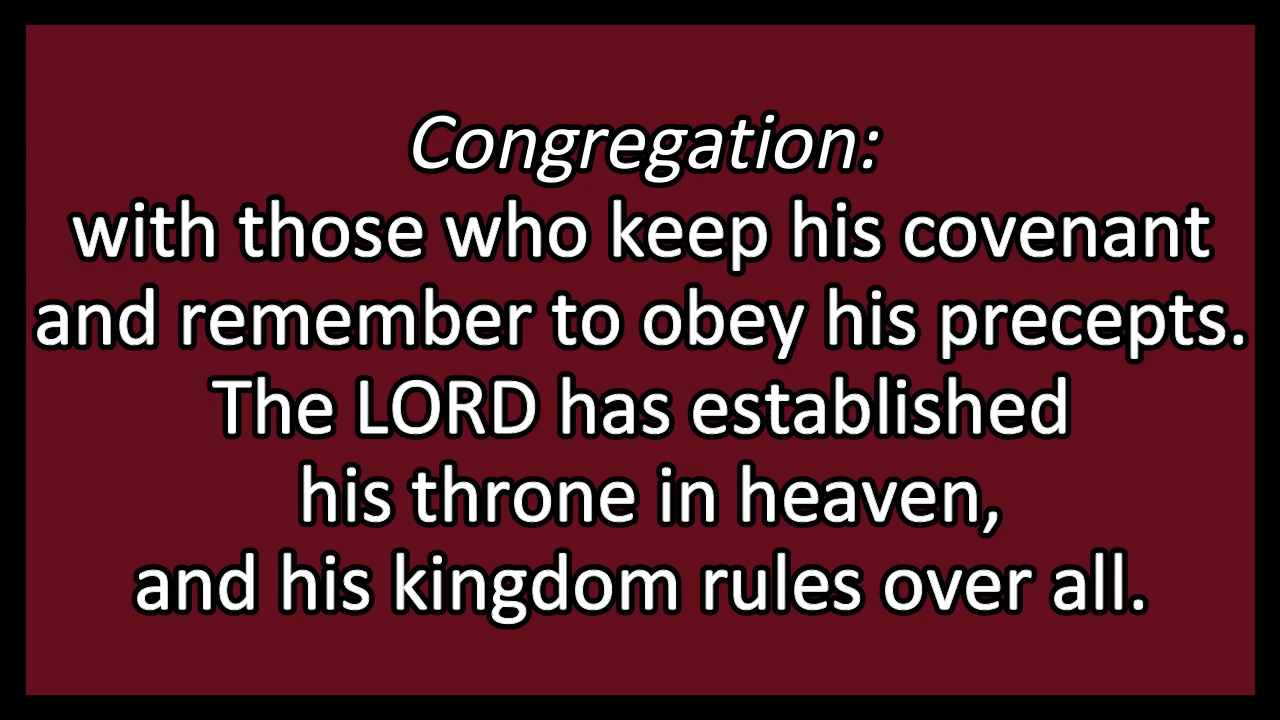 Congregation:
with those who keep his covenant
and remember to obey his precepts.
The LORD has established
his throne in heaven,
and his kingdom rules over all.